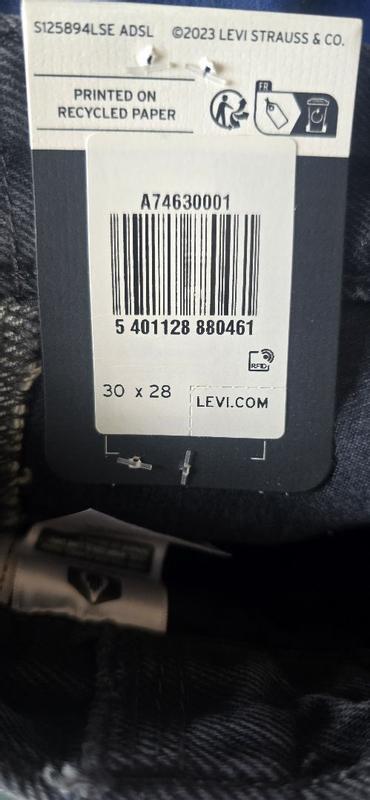 S125894LSE ADSL ©2023 LEVI STRAUSS & CO.
PRINTED ON
RECYCLED PAPER
FR
A74630001
5 401128 880461
RFID
30 x 28
LEVI.COM